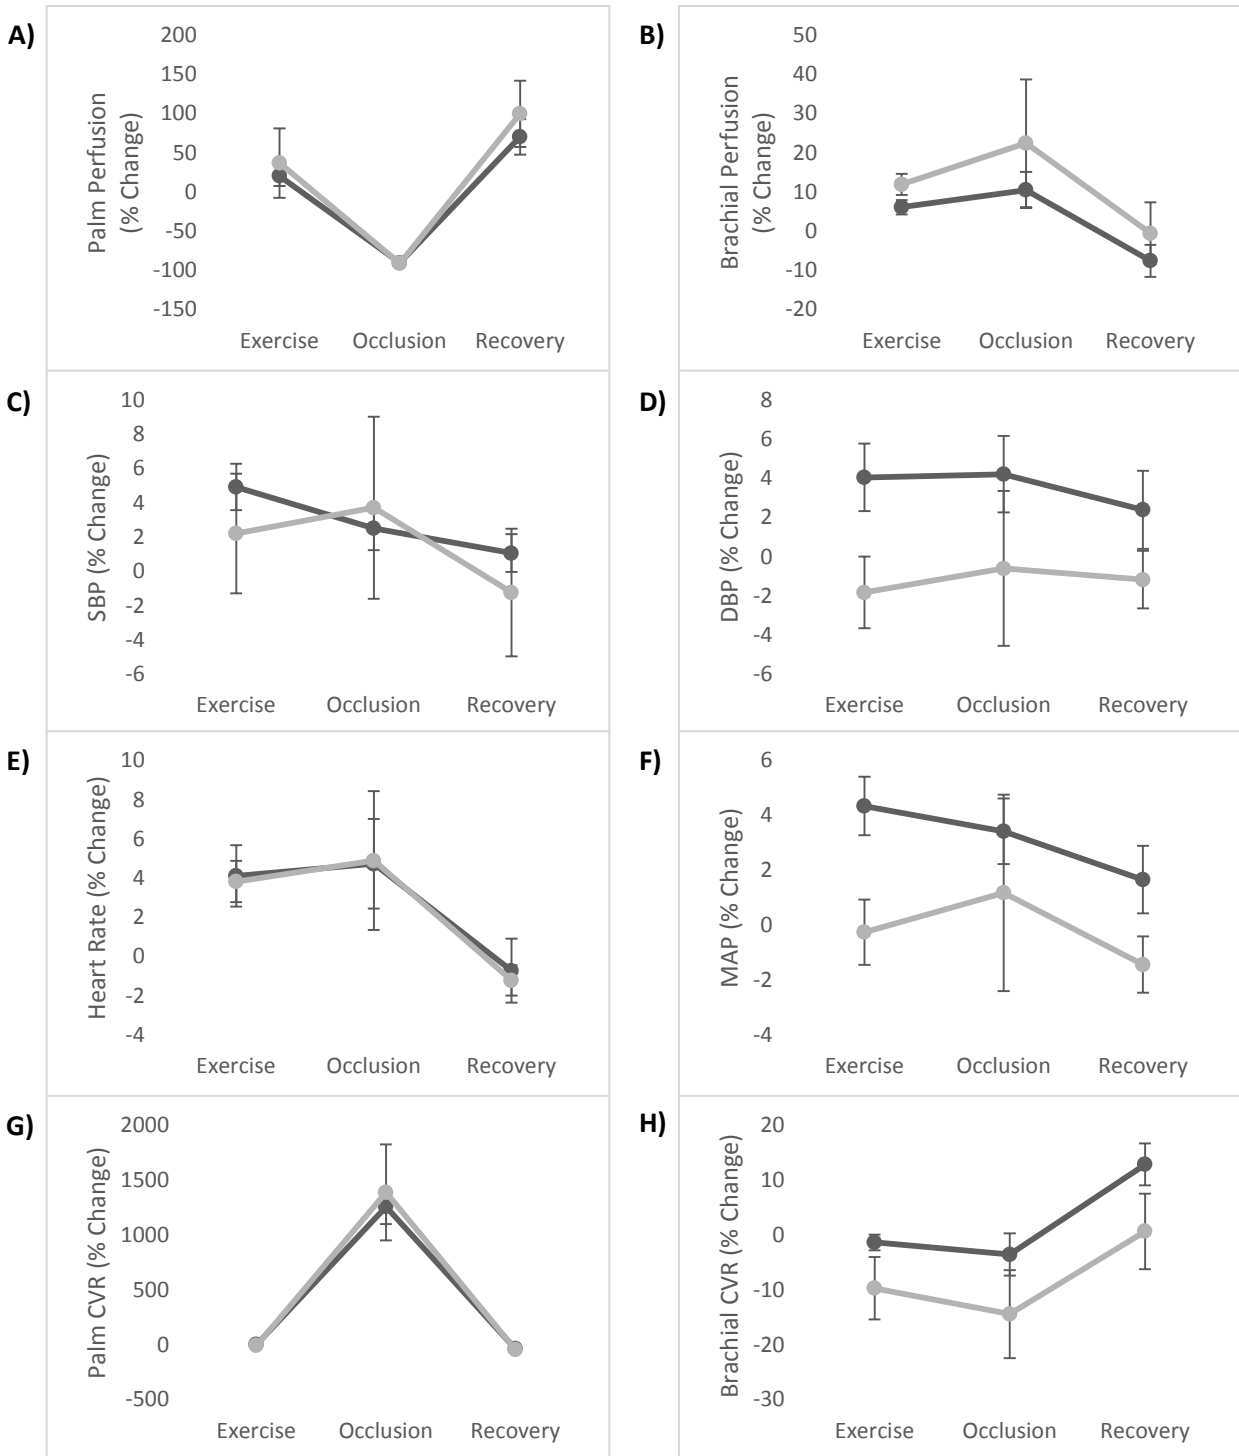 A)
Palm Perfusion
(% Change)
200
150
100
50
0
-50
-100
-150
Exercise Occlusion Recovery
B)
Brachial Perfusion
(% Change)
50
40
30
20
10
0
-10
-20
Exercise Occlusion Recovery
C)
SBP (% Change)
10
8
6
4
2
0
-2
-4
-6
Exercise Occlusion Recovery
D)
DBP (% Change)
8
6
4
2
0
-2
-4
-6
Exercise Occlusion Recovery
E)
Heart Rate (% Change)
10
8
6
4
2
0
-2
-4
Exercise Occlusion Recovery
F)
MAP (% Change)
6
4
2
0
-2
-4
Exercise Occlusion Recovery
G)
Palm CVR (% Change)
2000
1500
1000
500
0
-500
Exercise Occlusion Recovery
H)
Brachial CVR (% Change)
20
10
0
-10
-20
-30
Exercise Occlusion Recovery